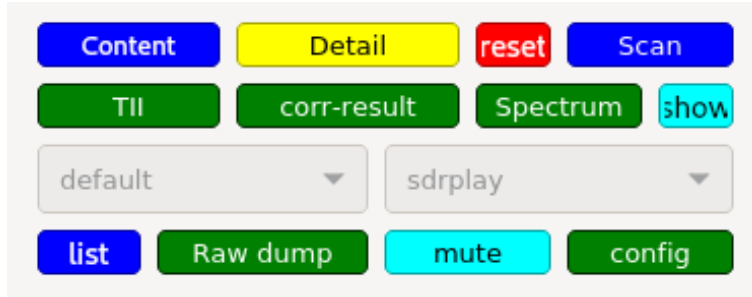 Content Detail reset Scan
TII corr-result Spectrum show
default sdrplay
list Raw dump mute config